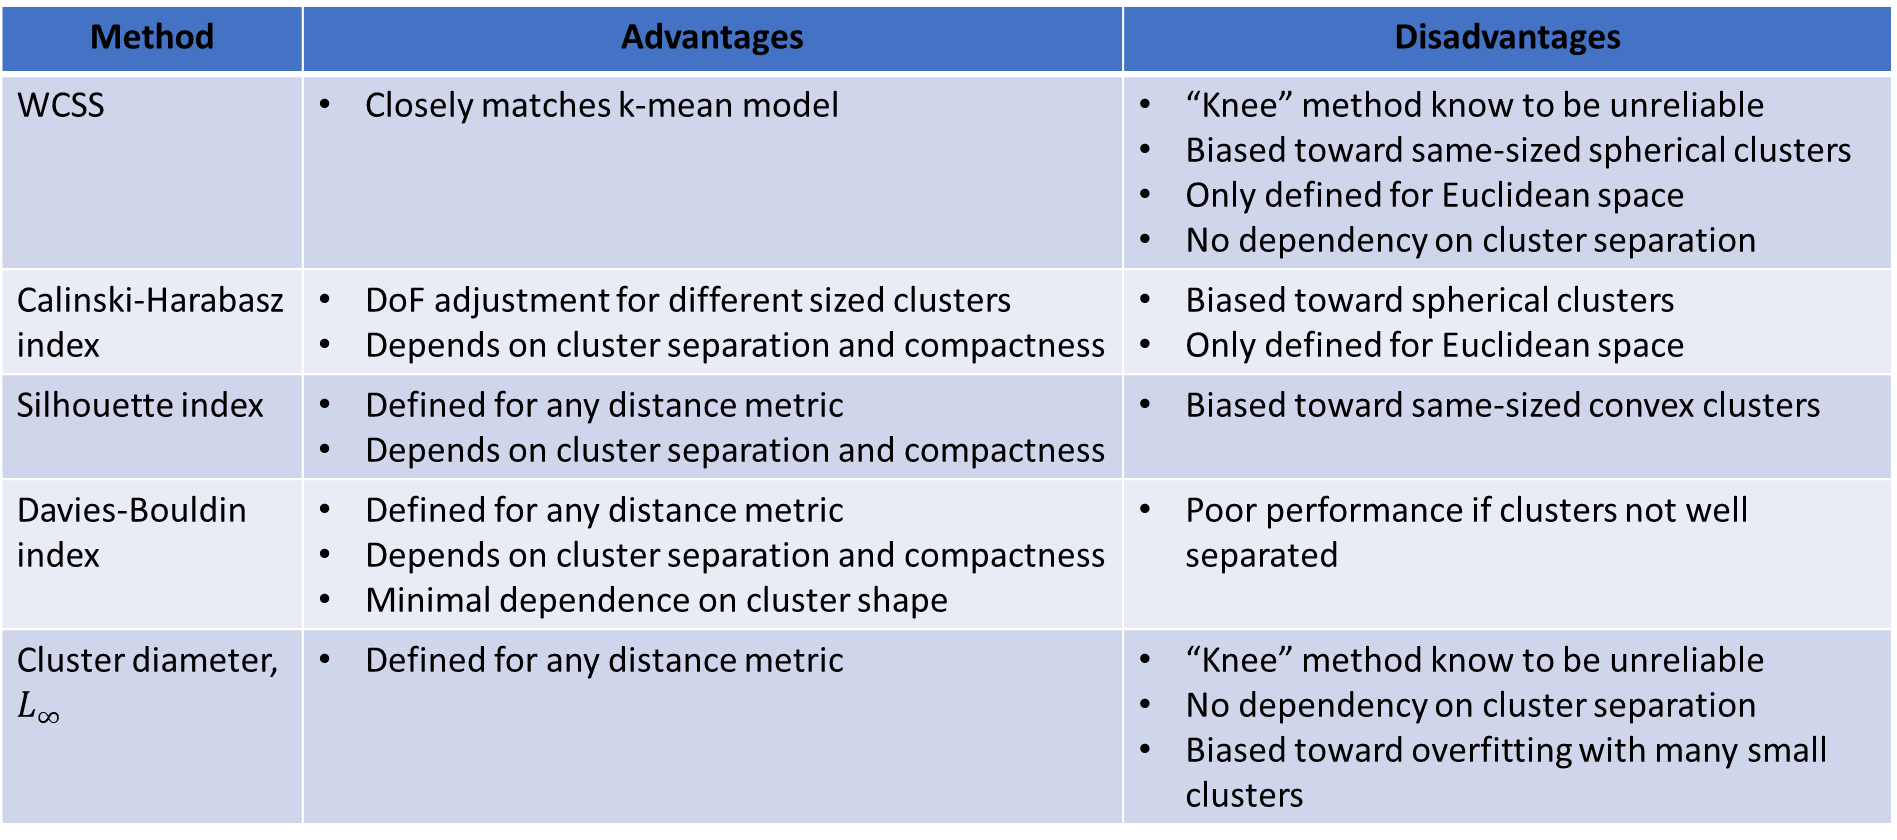 Method Advantages Disadvantages
WCSS
• Closely matches k-mean model
• “Knee” method know to be unreliable
• Biased toward same-sized spherical clusters
• Only defined for Euclidean space
• No dependency on cluster separation
Calinski-Harabasz
index
• DoF adjustment for different sized clusters
• Depends on cluster separation and compactness
• Biased toward spherical clusters
• Only defined for Euclidean space
Silhouette index
• Defined for any distance metric
• Depends on cluster separation and compactness
• Biased toward same-sized convex clusters
Davies-Bouldin
index
• Defined for any distance metric
• Depends on cluster separation and compactness
• Minimal dependence on cluster shape
• Poor performance if clusters not well
separated
Cluster diameter,
L∞
• Defined for any distance metric
• “Knee” method know to be unreliable
• No dependency on cluster separation
• Biased toward overfitting with many small
clusters